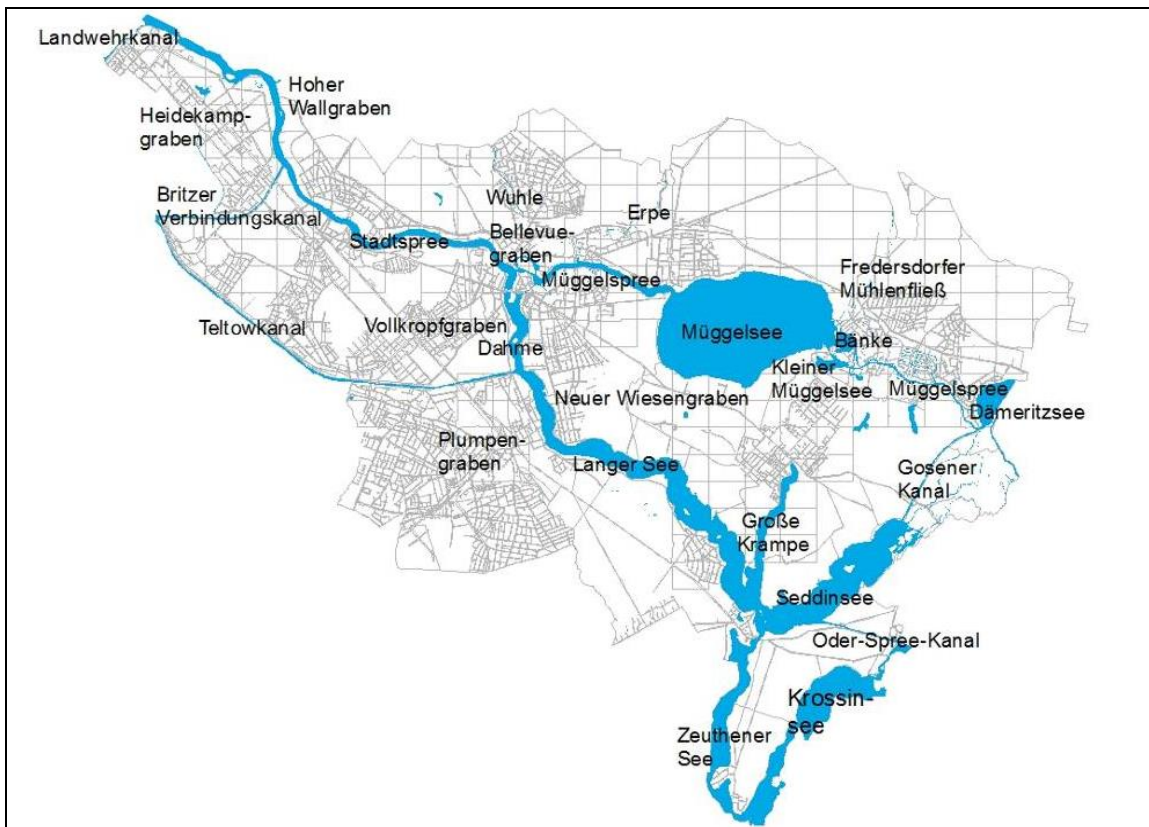 Landwehrkanal
Hoher
Wallgraben
Heidekamp-
graben
Britzer
Verbindungskanal
Wuhle
Erpe
Stadtspree
Bellevue-
graben
Müggelspree
Fredersdorfer
Mühlenfließ
Teltowkanal
Vollkropfgraben
Dahme
Müggelsee
Bänke
Kleiner
Müggelsee
Müggelspree
Dämeritzsee
Neuer Wiesengraben
Plumpen-
graben
Langer See
Gosener
Kanal
Große
Krampe
Seddinsee
Oder-Spree-Kanal
Krossin-
see
Zeuthener
See